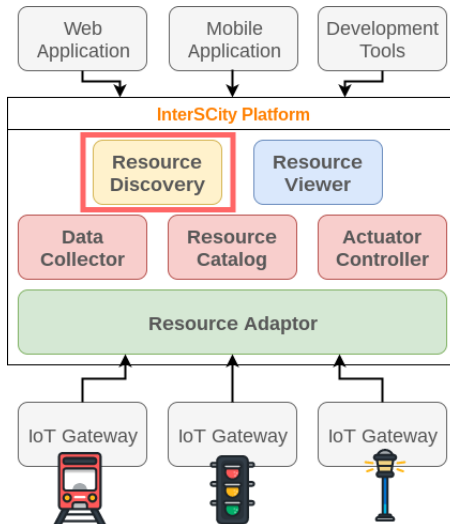 Web
Application
Mobile
Application
Development
Tools
InterSCity Platform
Resource
Discovery
Resource
Viewer
Data
Collector
Resource
Catalog
Actuator
Controller
Resource Adaptor
IoT Gateway
IoT Gateway
IoT Gateway